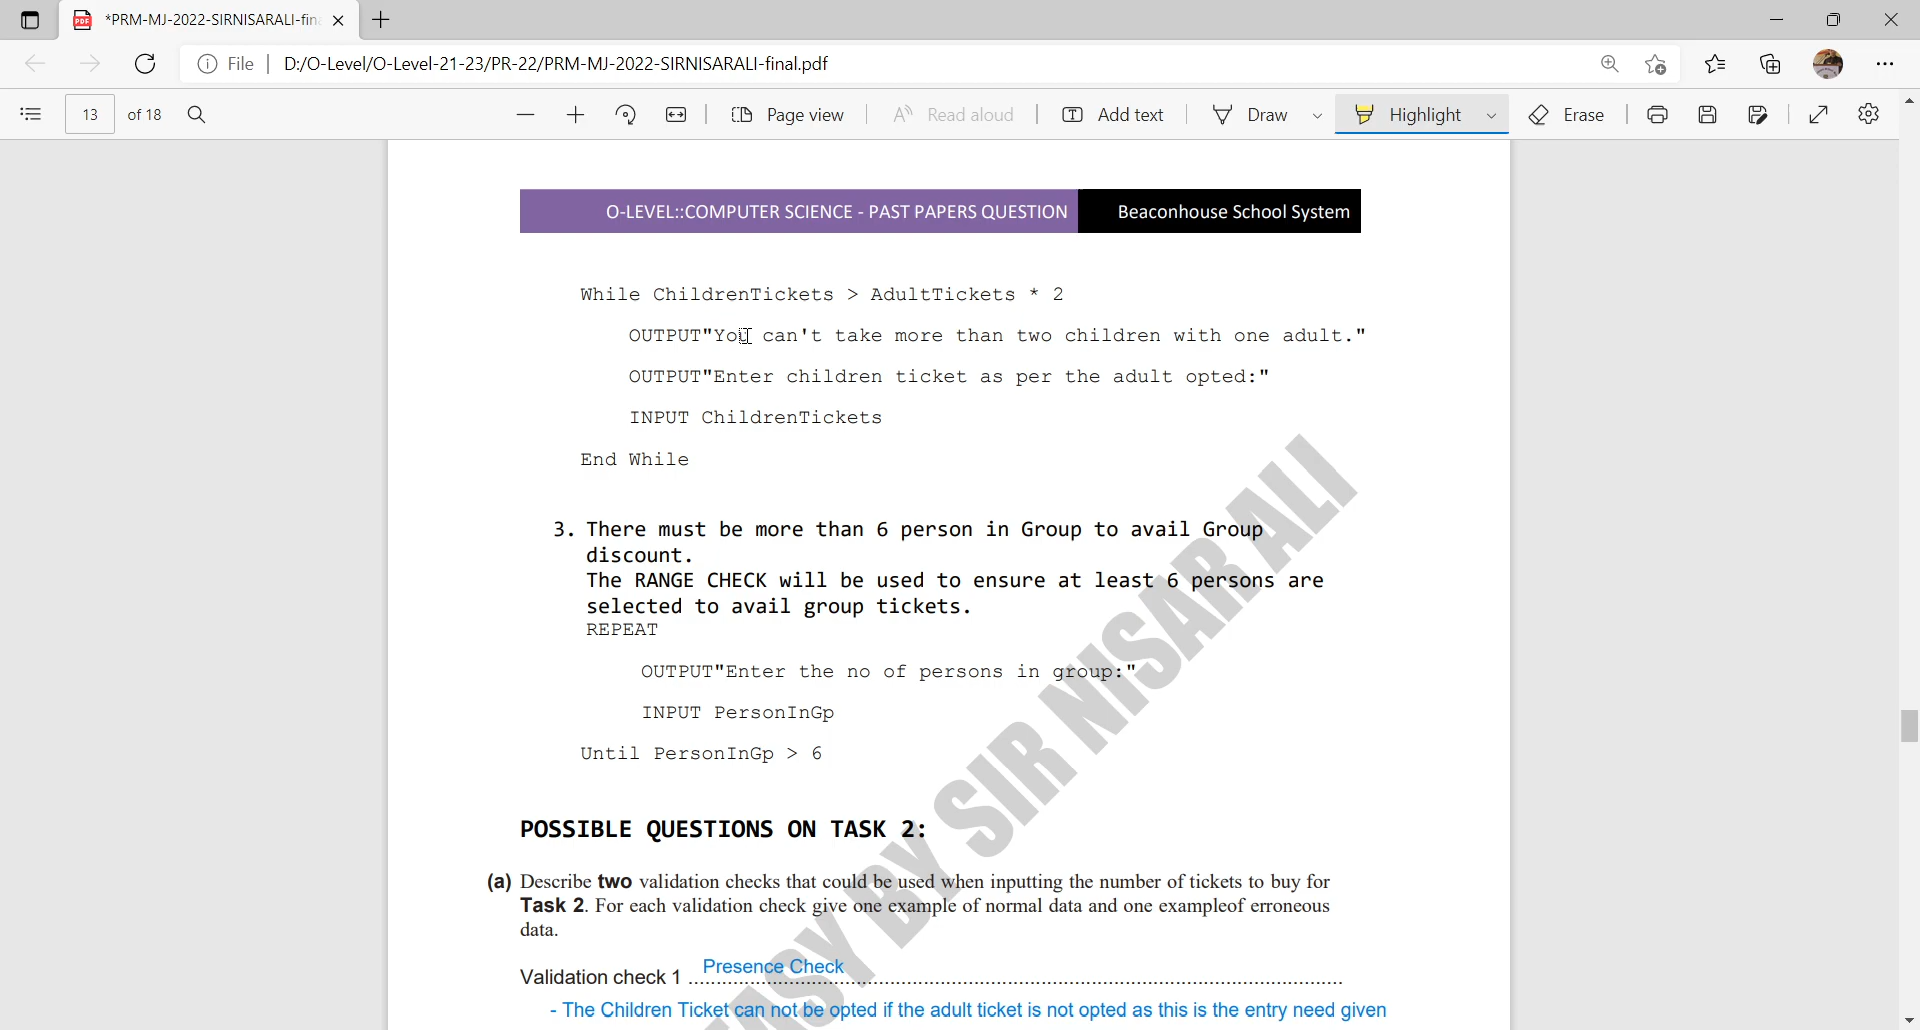 *PRM-MJ-2022-SIRNISARALI-fin
File D:/O-Level/O-Level-21-23/PR-22/PRM-MJ-2022-SIRNISARALI-final.pdf
13 of 18 Page view Read aloud Add text Draw Highlight Erase
O-LEVEL::COMPUTER SCIENCE - PAST PAPERS QUESTION Beaconhouse School System
While ChildrenTickets > AdultTickets * 2
OUTPUT"You can't take more than two children with one adult."
OUTPUT"Enter children ticket as per the adult opted:"
INPUT ChildrenTickets
End While
3. There must be more than 6 person in Group to avail Group
discount.
The RANGE CHECK will be used to ensure at least 6 persons are
selected to avail group tickets.
REPEAT
OUTPUT"Enter the no of persons in group:"
INPUT PersonInGp
Until PersonInGp > 6
POSSIBLE QUESTIONS ON TASK 2:
(a) Describe two validation checks that could be used when inputting the number of tickets to buy for
Task 2. For each validation check give one example of normal data and one exampleof erroneous
data.
Validation check 1 Presence Check
- The Children Ticket can not be opted if the adult ticket is not opted as this is the entry need given
EASY BY SIR NISAR ALI